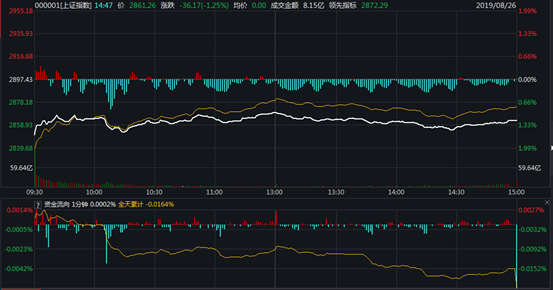 000001[上证指数] 14:47 价 2861.26 涨跌 -36.17(-1.25%) 均价 0.00 成交金额 8.15亿 领先指标 2872.29 2019/08/26
2955.18 1.99%
2935.93 1.33%
2916.68 0.66%
2897.43 0.00%
2878.18 0.66%
2858.93 1.33%
2839.68 1.99%
59.64亿 59.64亿
09:30 10:00 10:30 11:00 13:00 13:30 14:00 14:30 15:00
? 资金流向 1分钟 0.0002% 全天累计 -0.0164%
0.0014% 0.0027%
-0.0005% -0.0032%
-0.0023% -0.0092%
-0.0042% -0.0152%